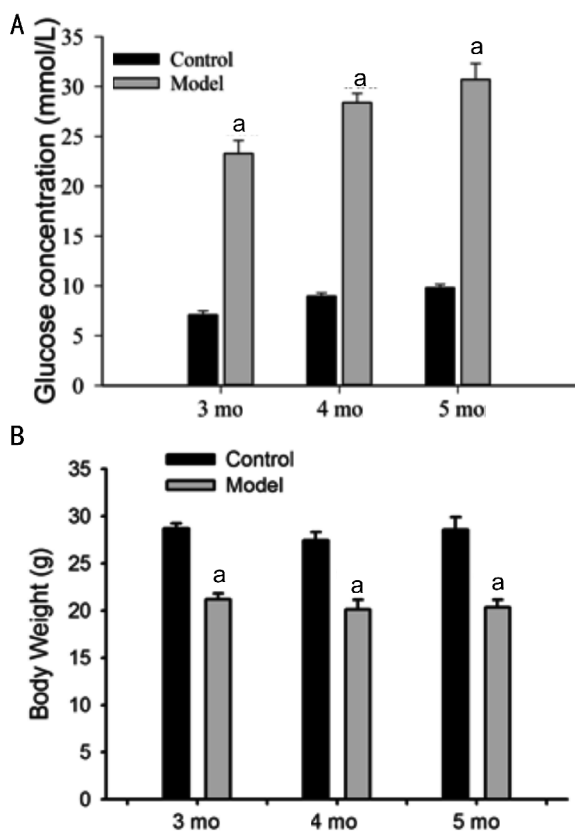 A
Glucose concentration (mmol/L)
35
30
25
20
15
10
5
0
Control
Model
a
a
a
3 mo
4 mo
5 mo
B
Body Weight (g)
35
30
25
20
15
10
5
0
Control
Model
a
a
a
3 mo
4 mo
5 mo